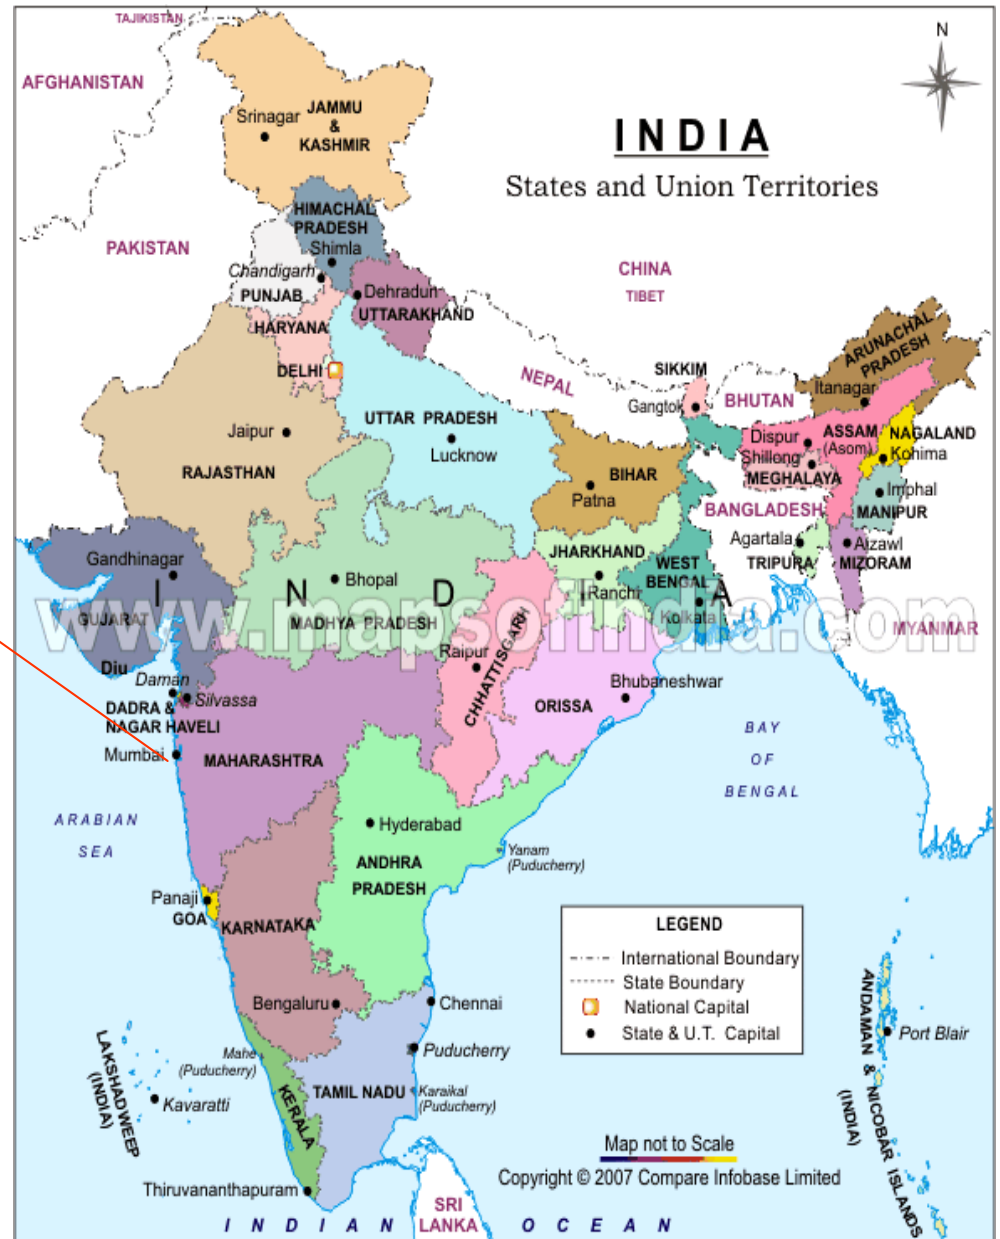 TAJIKISTAN
AFGHANISTAN
N
INDIA
States and Union Territories
JAMMU
&
KASHMIR
Srinagar
HIMACHAL
PRADESH
Shimla
PAKISTAN
Chandigarh
PUNJAB
CHINA
TIBET
Dehradun
UTTARAKHAND
HARYANA
DELHI
NEPAL
SIKKIM
Gangtok
BHUTAN
ARUNACHAL
PRADESH
Itanagar
UTTAR PRADESH
Lucknow
Jaipur
RAJASTHAN
BIHAR
Patna
Dispur
ASSAM
(Asom)
NAGALAND
Kohima
Shillong
MEGHALAYA
Imphal
MANIPUR
BANGLADESH
Agartala
TRIPURA
Aizawl
MIZORAM
Gandhinagar
GUJARAT
JHARKHAND
Ranchi
WEST
BENGAL
Kolkata
Bhopal
MADHYA PRADESH
I N D I A
www.mapsofindia.com
MYANMAR
Diu
Daman
Silvassa
DADRA &
NAGAR HAVELI
Raipur
CHHATTISGARH
Bhubaneshwar
ORISSA
Mumbai
MAHARASHTRA
BAY
OF
BENGAL
ARABIAN
SEA
Hyderabad
ANDHRA
PRADESH
Yanam
(Puducherry)
Panaji
GOA
KARNATAKA
Bengaluru
Chennai
LEGEND
International Boundary
State Boundary
National Capital
State & U.T. Capital
Mahe
(Puducherry)
Puducherry
TAMIL NADU
Karaikal
(Puducherry)
KERALA
LAKSHADWEEP
(INDIA)
Kavaratti
Thiruvananthapuram
ANDAMAN & NICOBAR ISLANDS
(INDIA)
Port Blair
Map not to Scale
Copyright © 2007 Compare Infobase Limited
SRI
LANKA
INDIAN OCEAN